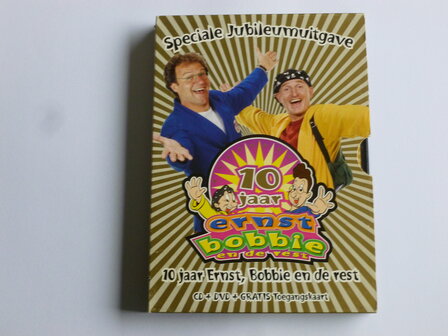 Speciale Jubileumuitgave
10
jaar
ernst
bobbie
en de rest
10 jaar Ernst, Bobbie en de rest
CD + DVD + GRATIS Toegangskaart